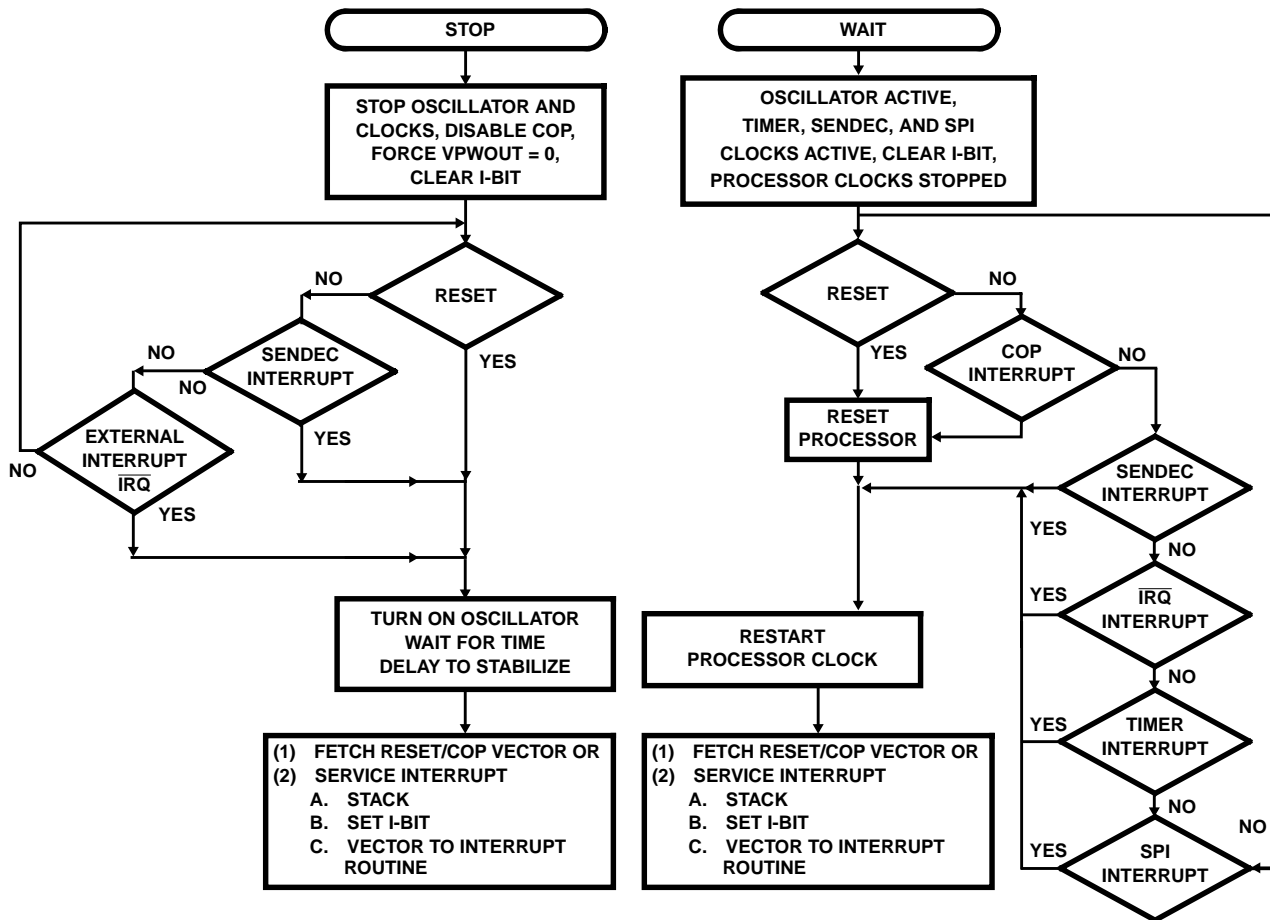 STOP
STOP OSCILLATOR AND
CLOCKS, DISABLE COP,
FORCE VPWOUT = 0,
CLEAR I-BIT
RESET
NO
YES
SENDEC
INTERRUPT
NO
NO
YES
EXTERNAL
INTERRUPT
IRQ
NO
YES
TURN ON OSCILLATOR
WAIT FOR TIME
DELAY TO STABILIZE
(1) FETCH RESET/COP VECTOR OR
(2) SERVICE INTERRUPT
A. STACK
B. SET I-BIT
C. VECTOR TO INTERRUPT
ROUTINE
WAIT
OSCILLATOR ACTIVE,
TIMER, SENDEC, AND SPI
CLOCKS ACTIVE, CLEAR I-BIT,
PROCESSOR CLOCKS STOPPED
RESET
NO
YES
COP
INTERRUPT
NO
RESET
PROCESSOR
SENDEC
INTERRUPT
YES
NO
IRQ
INTERRUPT
YES
NO
TIMER
INTERRUPT
YES
NO
SPI
INTERRUPT
YES
NO
RESTART
PROCESSOR CLOCK
(1) FETCH RESET/COP VECTOR OR
(2) SERVICE INTERRUPT
A. STACK
B. SET I-BIT
C. VECTOR TO INTERRUPT
ROUTINE